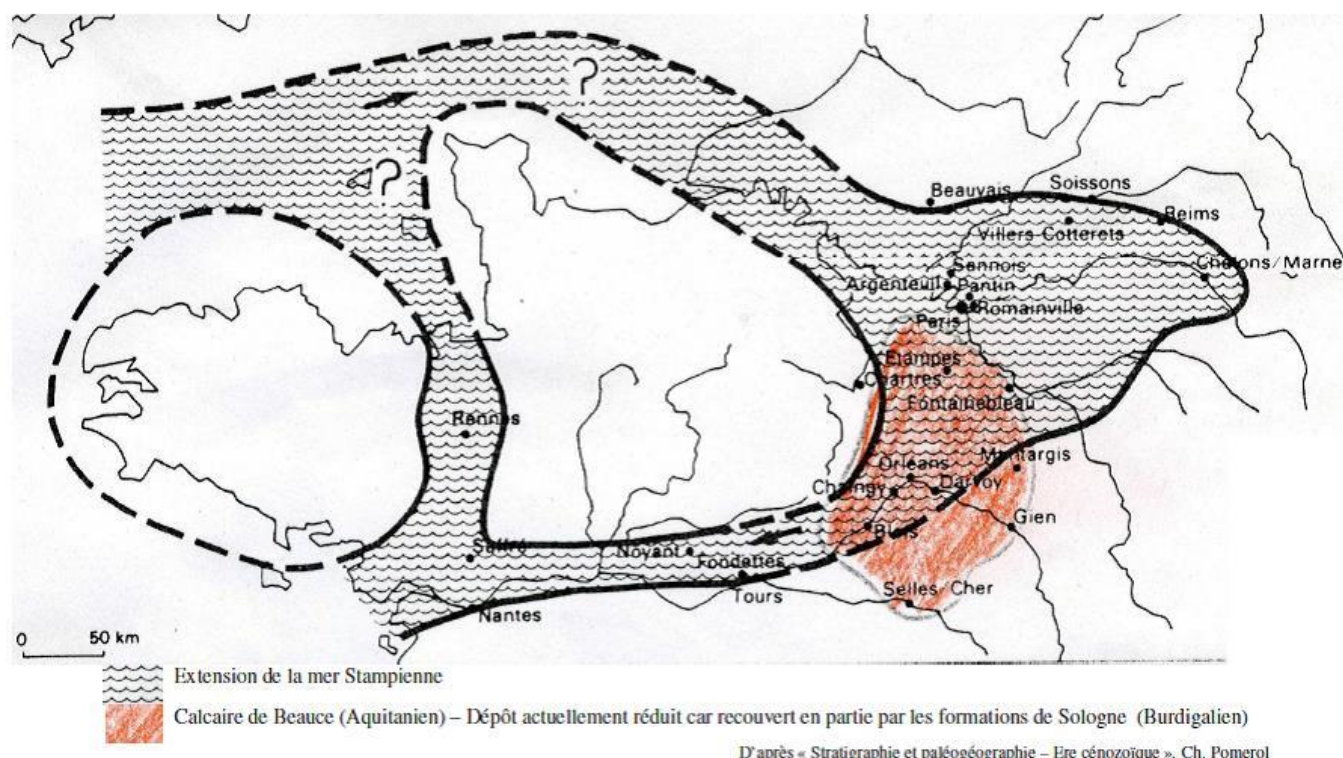 ?
?
Beauvais
Soissons
Reims
Villers Cotterets
Châlons/Marne
Sannois
Argenteuil
Pantin
Romainville
Paris
Etampes
Chartres
Fontainebleau
Rennes
Orléans
Montargis
Chaingy
Darvoy
Gien
Blois
Saffré
Noyant
Fondettes
Tours
Selles/Cher
Nantes
0 50 km
Extension de la mer Stampienne
Calcaire de Beauce (Aquitanien) – Dépôt actuellement réduit car recouvert en partie par les formations de Sologne (Burdigalien)
D'après « Stratigraphie et paléogéographie – Ere cénozoïque », Ch. Pomerol